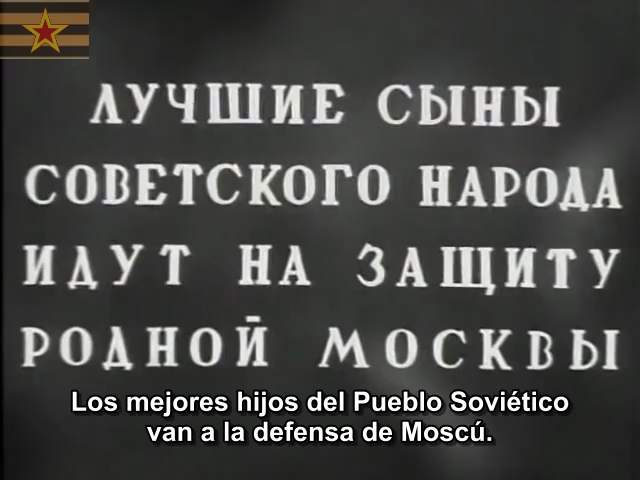 ЛУЧШИЕ СЫНЫ
СОВЕТСКОГО НАРОДА
ИДУТ НА ЗАЩИТУ
РОДНОЙ МОСКВЫ
Los mejores hijos del Pueblo Soviético
van a la defensa de Moscú.